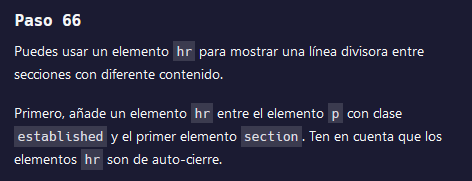 Paso 66
Puedes usar un elemento hr para mostrar una línea divisora entre
secciones con diferente contenido.
Primero, añade un elemento hr entre el elemento p con clase
established y el primer elemento section. Ten en cuenta que los
elementos hr son de auto-cierre.